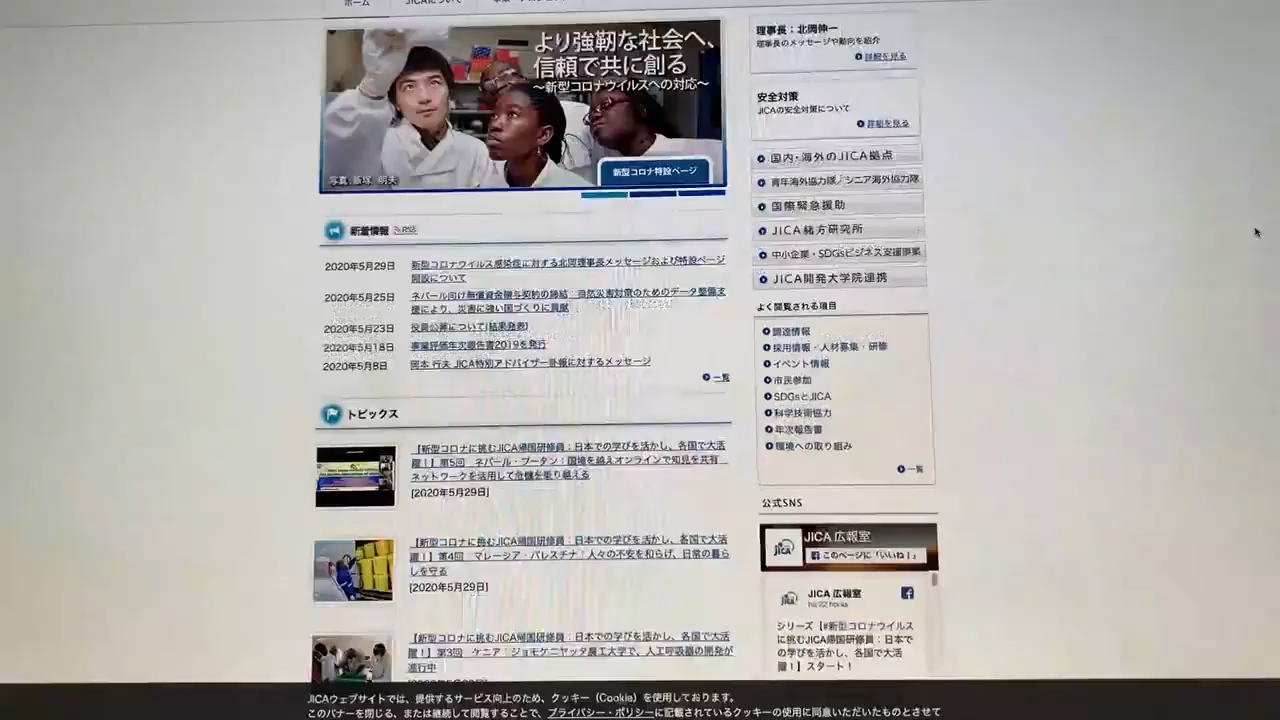 ホーム
JICAについて
より強靭な社会へ、
信頼で共に創る
〜新型コロナウイルスへの対応〜
新型コロナ特設ページ
写真:飯塚 明夫
新着情報
RSS
2020年5月29日 新型コロナウイルス感染症に対する北岡理事長メッセージおよび特設ページ
開設について
2020年5月25日 ネパール向け無償資金贈与契約の締結:自然災害対策のためのデータ整備支
援により、災害に強い国づくりに貢献
2020年5月23日 役員公募について(結果発表)
2020年5月18日 事業評価年次報告書2019を発行
2020年5月8日 岡本 行夫 JICA特別アドバイザー訃報に対するメッセージ
一覧
トピックス
【新型コロナに挑むJICA帰国研修員:日本での学びを活かし、各国で大活
躍!】第5回 ネパール・ブータン:国境を越えオンラインで知見を共有
ネットワークを活用して危機を乗り越える
[2020年5月29日]
【新型コロナに挑むJICA帰国研修員:日本での学びを活かし、各国で大活
躍!】第4回 マレーシア・パレスチナ:人々の不安を和らげ、日常の暮ら
しを守る
[2020年5月29日]
【新型コロナに挑むJICA帰国研修員:日本での学びを活かし、各国で大活
躍!】第3回 ケニア:ジョモケニヤッタ農工大学で、人工呼吸器の開発が
進行中
理事長:北岡伸一
理事長のメッセージや動向を紹介
詳細を見る
安全対策
JICAの安全対策について
詳細を見る
国内・海外のJICA拠点
青年海外協力隊/シニア海外協力隊
国際緊急援助
JICA緒方研究所
中小企業・SDGsビジネス支援事業
JICA開発大学院連携
よく閲覧される項目
調達情報
採用情報・人材募集・研修
イベント情報
市民参加
SDGsとJICA
科学技術協力
年次報告書
環境への取り組み
一覧
公式SNS
JICA
JICA 広報室
このページに「いいね!」
JICA 広報室
há 22 horas
シリーズ【#新型コロナウイルス
に挑むJICA帰国研修員:日本で
の学びを活かし、各国で大活
躍!】スタート!
JICAウェブサイトでは、提供するサービス向上のため、クッキー(Cookie)を使用しております。
このバナーを閉じる、または継続して閲覧することで、プライバシー・ポリシーに記載されているクッキーの使用に同意いただいたものとさせて